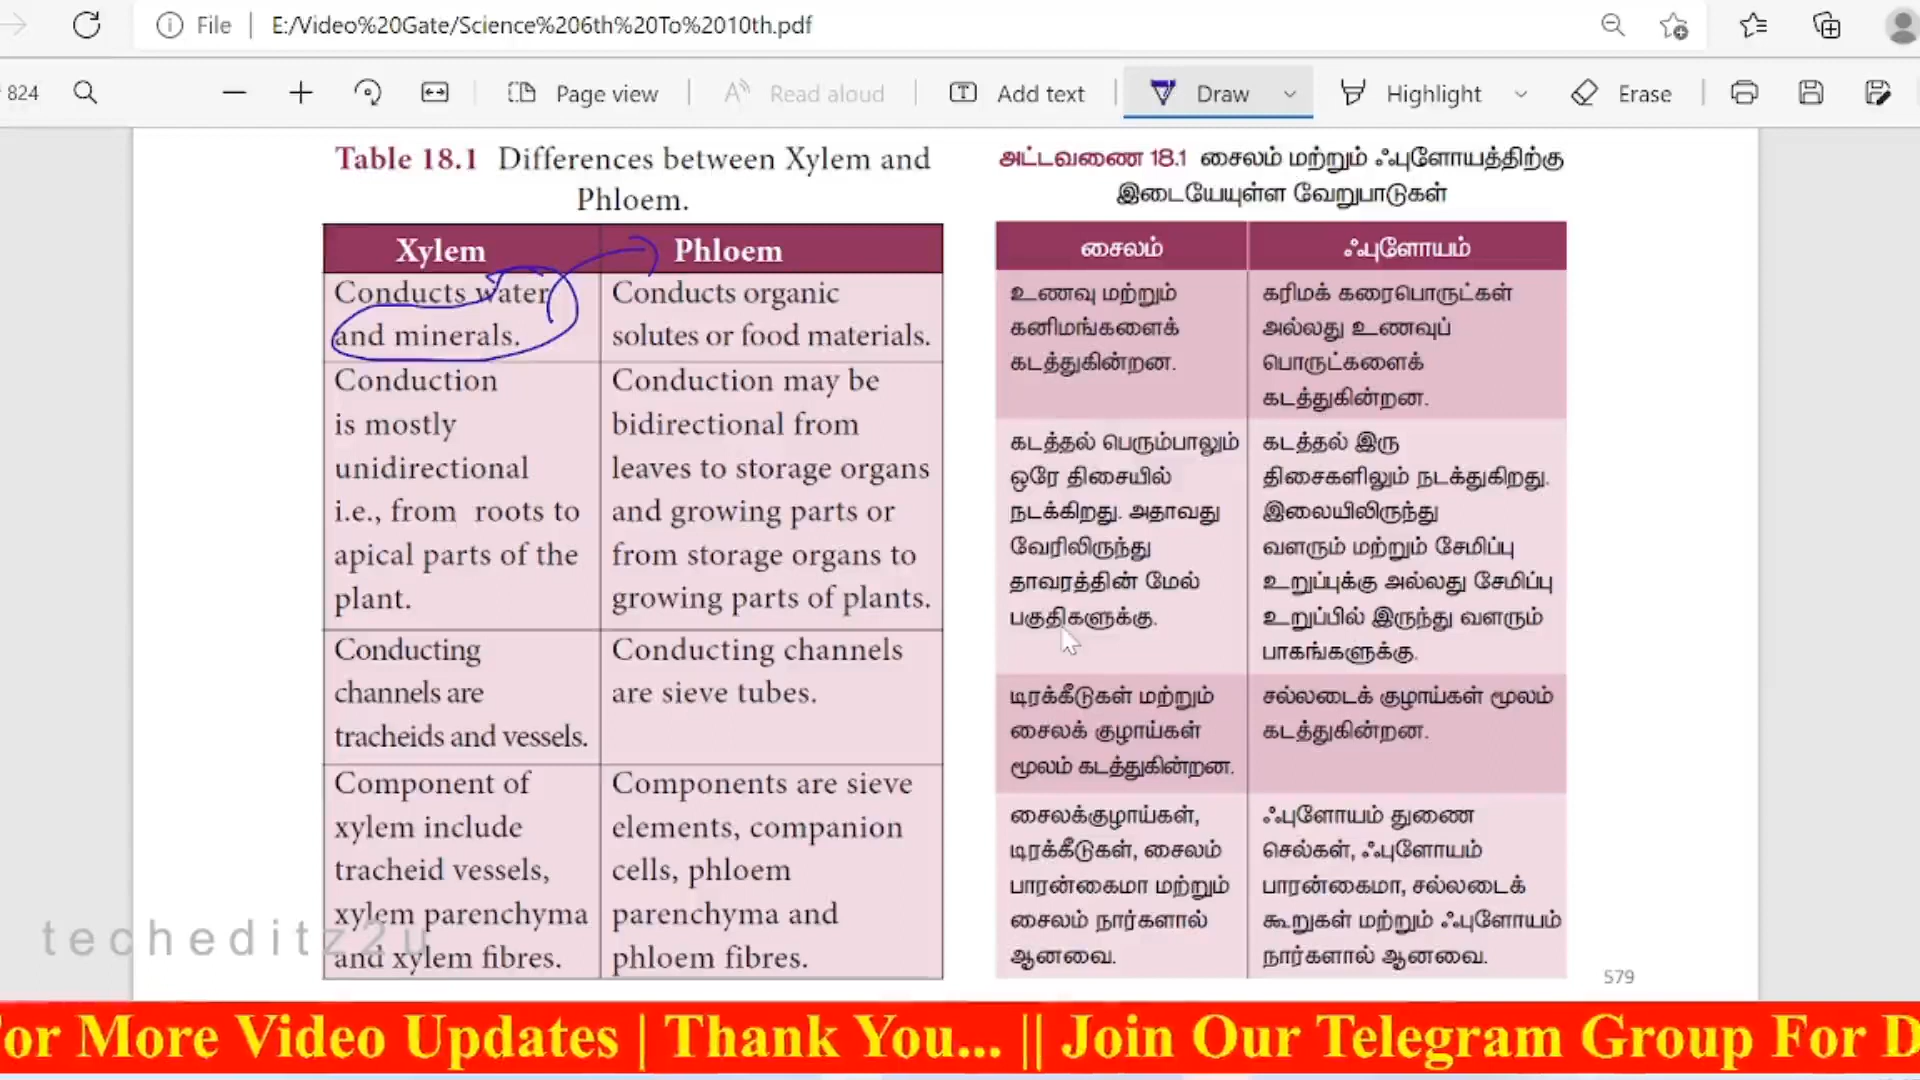 File | E:/Video%20Gate/Science%206th%20To%2010th.pdf
824 Page view Read aloud Add text Draw Highlight Erase
Table 18.1 Differences between Xylem and
Phloem.
Xylem Phloem
Conducts water
and minerals.
Conducts organic
solutes or food materials.
Conduction
is mostly
unidirectional
i.e., from roots to
apical parts of the
plant.
Conduction may be
bidirectional from
leaves to storage organs
and growing parts or
from storage organs to
growing parts of plants.
Conducting
channels are
tracheids and vessels.
Conducting channels
are sieve tubes.
Component of
xylem include
tracheid vessels,
xylem parenchyma
and xylem fibres.
Components are sieve
elements, companion
cells, phloem
parenchyma and
phloem fibres.
அட்டவணை 18.1 சைலம் மற்றும் ஃபுளோயத்திற்கு
இடையேயுள்ள வேறுபாடுகள்
சைலம் ஃபுளோயம்
உணவு மற்றும்
கனிமங்களைக்
கடத்துகின்றன.
கரிமக் கரைபொருட்கள்
அல்லது உணவுப்
பொருட்களைக்
கடத்துகின்றன.
கடத்தல் பெரும்பாலும்
ஒரே திசையில்
நடக்கிறது. அதாவது
வேரிலிருந்து
தாவரத்தின் மேல்
பகுதிகளுக்கு.
கடத்தல் இரு
திசைகளிலும் நடக்துகிறது.
இலையிலிருந்து
வளரும் மற்றும் சேமிப்பு
உறுப்புக்கு அல்லது சேமிப்பு
உறுப்பில் இருந்து வளரும்
பாகங்களுக்கு.
டிரக்கீடுகள் மற்றும்
சைலக் குழாய்கள்
மூலம் கடத்துகின்றன.
சல்லடைக் குழாய்கள் மூலம்
கடத்துகின்றன.
சைலக்குழாய்கள்,
டிரக்கீடுகள், சைலம்
பாரன்கைமா மற்றும்
சைலம் நார்களால்
ஆனவை.
ஃபுளோயம் துணை
செல்கள், ஃபுளோயம்
பாரன்கைமா, சல்லடைக்
கூறுகள் மற்றும் ஃபுளோயம்
நார்களால் ஆனவை.
579
techeditz2u
For More Video Updates | Thank You... || Join Our Telegram Group For D